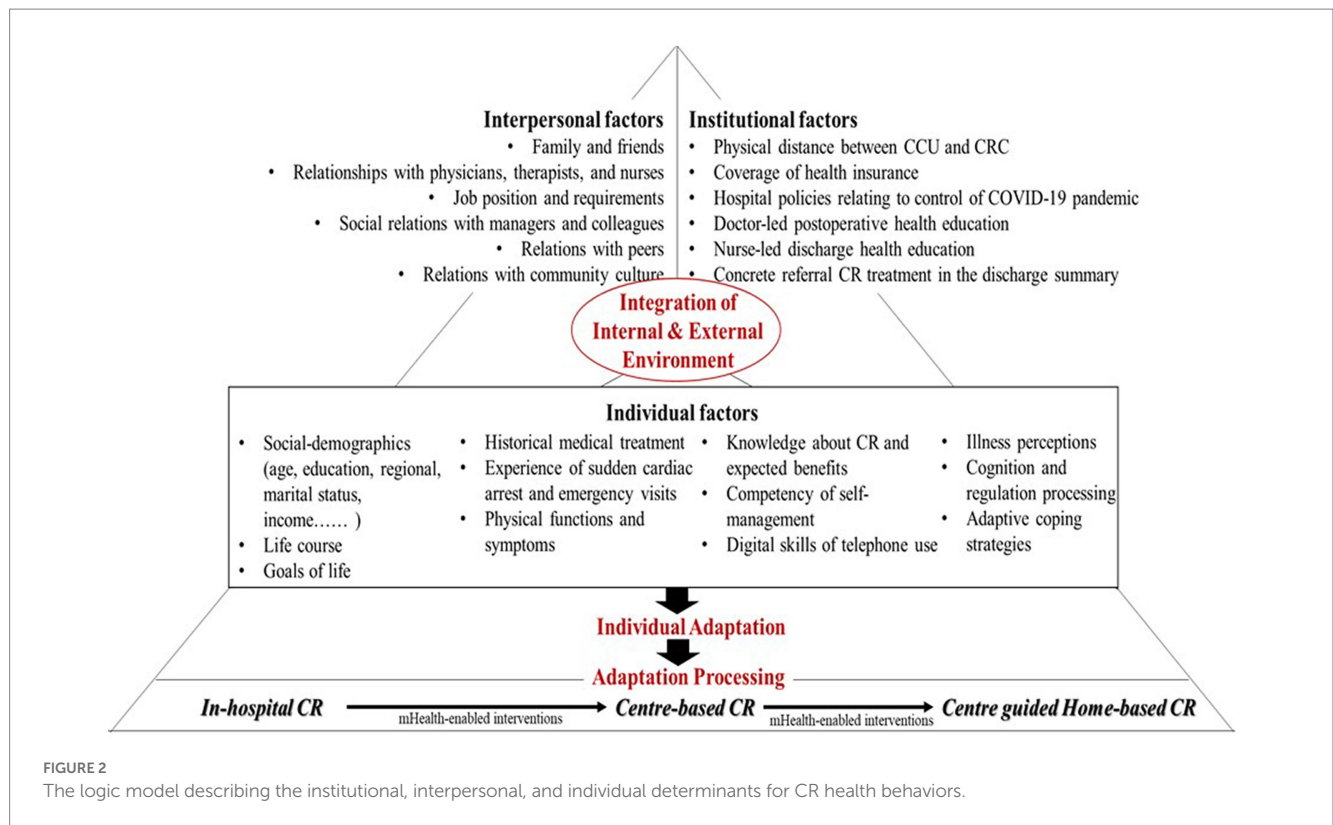 Interpersonal factors
• Family and friends
• Relationships with physicians, therapists, and nurses
• Job position and requirements
• Social relations with managers and colleagues
• Relations with peers
• Relations with community culture
Institutional factors
• Physical distance between CCU and CRC
• Coverage of health insurance
• Hospital policies relating to control of COVID-19 pandemic
• Doctor-led postoperative health education
• Nurse-led discharge health education
• Concrete referral CR treatment in the discharge summary
Integration of
Internal & External
Environment
Individual factors
• Social-demographics
(age, education, regional,
marital status,
income…… )
• Life course
• Goals of life
• Historical medical treatment
• Experience of sudden cardiac
arrest and emergency visits
• Physical functions and
symptoms
• Knowledge about CR and
expected benefits
• Competency of self-
management
• Digital skills of telephone use
• Illness perceptions
• Cognition and
regulation processing
• Adaptive coping
strategies
Individual Adaptation
Adaptation Processing
In-hospital CR
mHealth-enabled interventions
Centre-based CR
mHealth-enabled interventions
Centre guided Home-based CR
FIGURE 2
The logic model describing the institutional, interpersonal, and individual determinants for CR health behaviors.